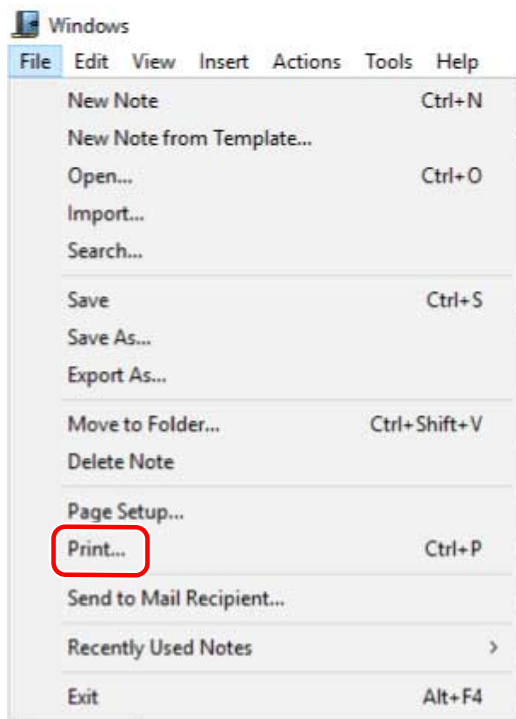 Windows
File Edit View Insert Actions Tools Help
New Note Ctrl+N
New Note from Template...
Open... Ctrl+O
Import...
Search...
Save Ctrl+S
Save As...
Export As...
Move to Folder... Ctrl+Shift+V
Delete Note
Page Setup...
Print... Ctrl+P
Send to Mail Recipient...
Recently Used Notes >
Exit Alt+F4